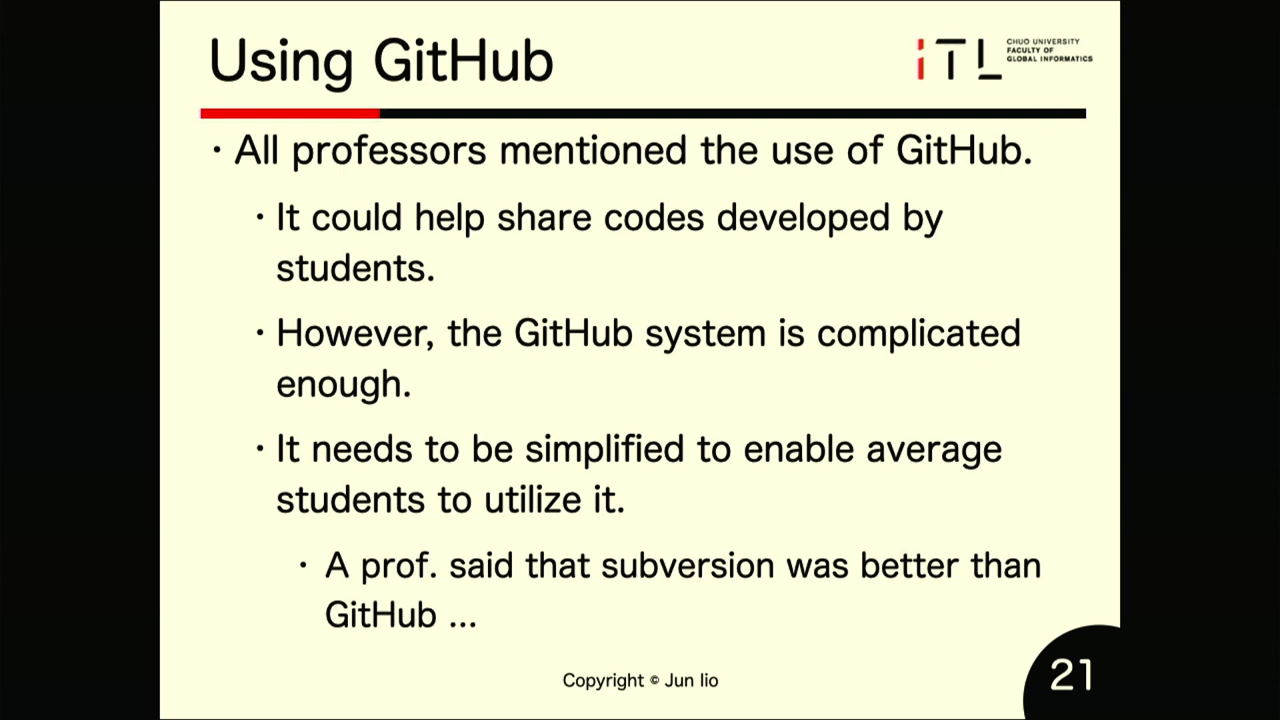 Using GitHub
iTL
CHUO UNIVERSITY
FACULTY OF
GLOBAL INFORMATICS
・All professors mentioned the use of GitHub.
・It could help share codes developed by
students.
・However, the GitHub system is complicated
enough.
・It needs to be simplified to enable average
students to utilize it.
・A prof. said that subversion was better than
GitHub ...
Copyright © Jun Iio
21